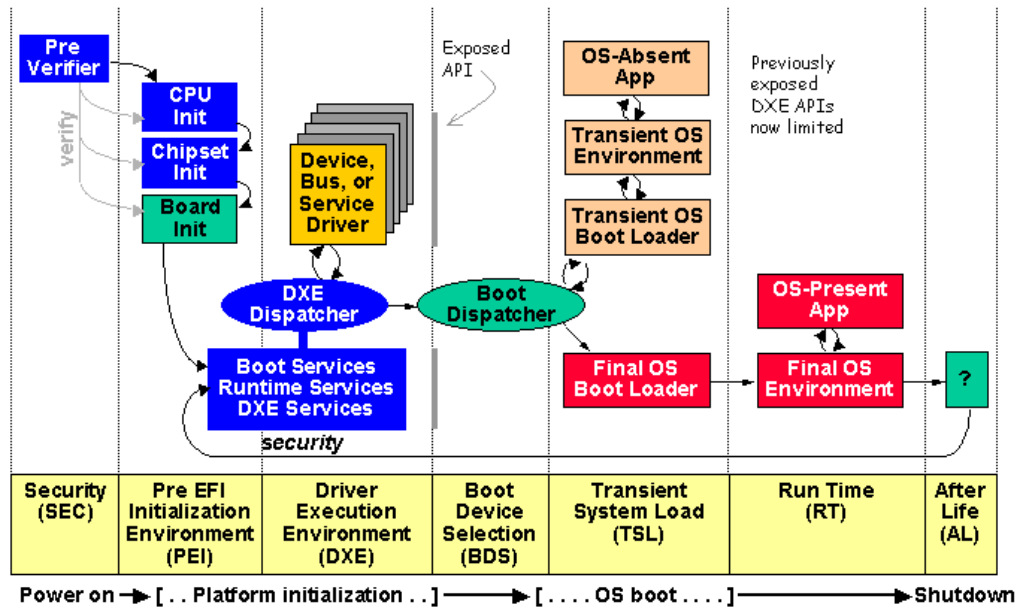 Pre
Verifier
verify
CPU
Init
Chipset
Init
Board
Init
Device,
Bus, or
Service
Driver
Exposed
API
DXE
Dispatcher
Boot
Dispatcher
Boot Services
Runtime Services
DXE Services
security
OS-Absent
App
Transient OS
Environment
Transient OS
Boot Loader
Final OS
Boot Loader
Previously
exposed
DXE APIs
now limited
OS-Present
App
Final OS
Environment
?
Security
(SEC)
Pre EFI
Initialization
Environment
(PEI)
Driver
Execution
Environment
(DXE)
Boot
Device
Selection
(BDS)
Transient
System Load
(TSL)
Run Time
(RT)
After
Life
(AL)
Power on [ . . Platform initialization . . ] [ . . . . OS boot . . . . ] Shutdown